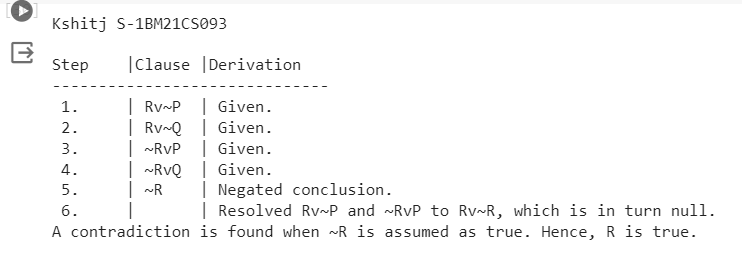 Kshitj S-1BM21CS093
Step |Clause |Derivation
------------------------------
1. | Rv~P | Given.
2. | Rv~Q | Given.
3. | ~RvP | Given.
4. | ~RvQ | Given.
5. | ~R | Negated conclusion.
6. | | Resolved Rv~P and ~RvP to Rv~R, which is in turn null.
A contradiction is found when ~R is assumed as true. Hence, R is true.